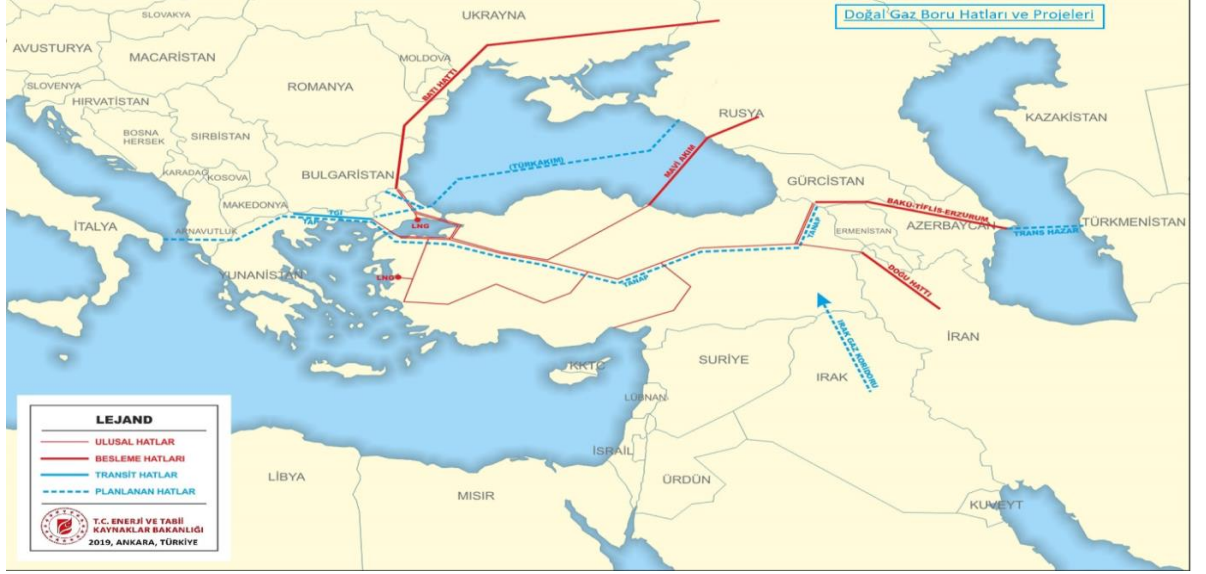 Doğal Gaz Boru Hatları ve Projeleri
SLOVAKYA
UKRAYNA
AVUSTURYA
MACARİSTAN
MOLDOVA
SLOVENYA
HIRVATİSTAN
ROMANYA
BATI HATTI
RUSYA
KAZAKİSTAN
BOSNA
HERSEK
SIRBİSTAN
(TÜRKAKIM)
MAVİ AKIM
KARADAĞ
KOSOVA
BULGARİSTAN
GÜRCİSTAN
MAKEDONYA
BAKÜ-TİFLİS-ERZURUM
İTALYA
ARNAVUTLUK
TAP
TGI
LNG
TANAP
ERMENİSTAN
AZERBAYCAN
TRANS HAZAR
TÜRKMENİSTAN
YUNANİSTAN
LNG
DOĞU HATTI
IRAK GAZ KORİDORU
İRAN
KKTC
SURİYE
IRAK
LÜBNAN
İSRAİL
ÜRDÜN
LİBYA
MISIR
KUVEYT
LEJAND
ULUSAL HATLAR
BESLEME HATLARI
TRANSİT HATLAR
PLANLANAN HATLAR
T.C. ENERJİ VE TABİİ
KAYNAKLAR BAKANLIĞI
2019, ANKARA, TÜRKİYE